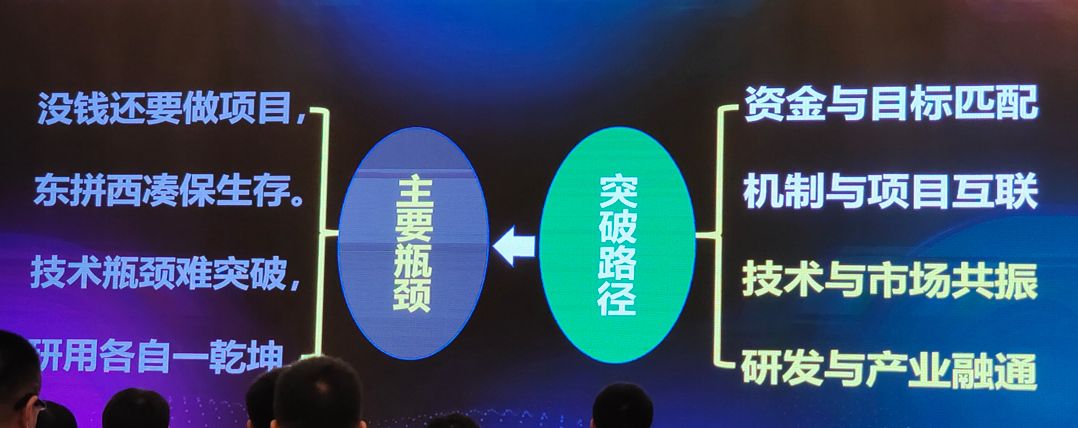 没钱还要做项目，
东拼西凑保生存。
技术瓶颈难突破，
研用各自一乾坤
主要瓶颈
突破路径
资金与目标匹配
机制与项目互联
技术与市场共振
研发与产业融通